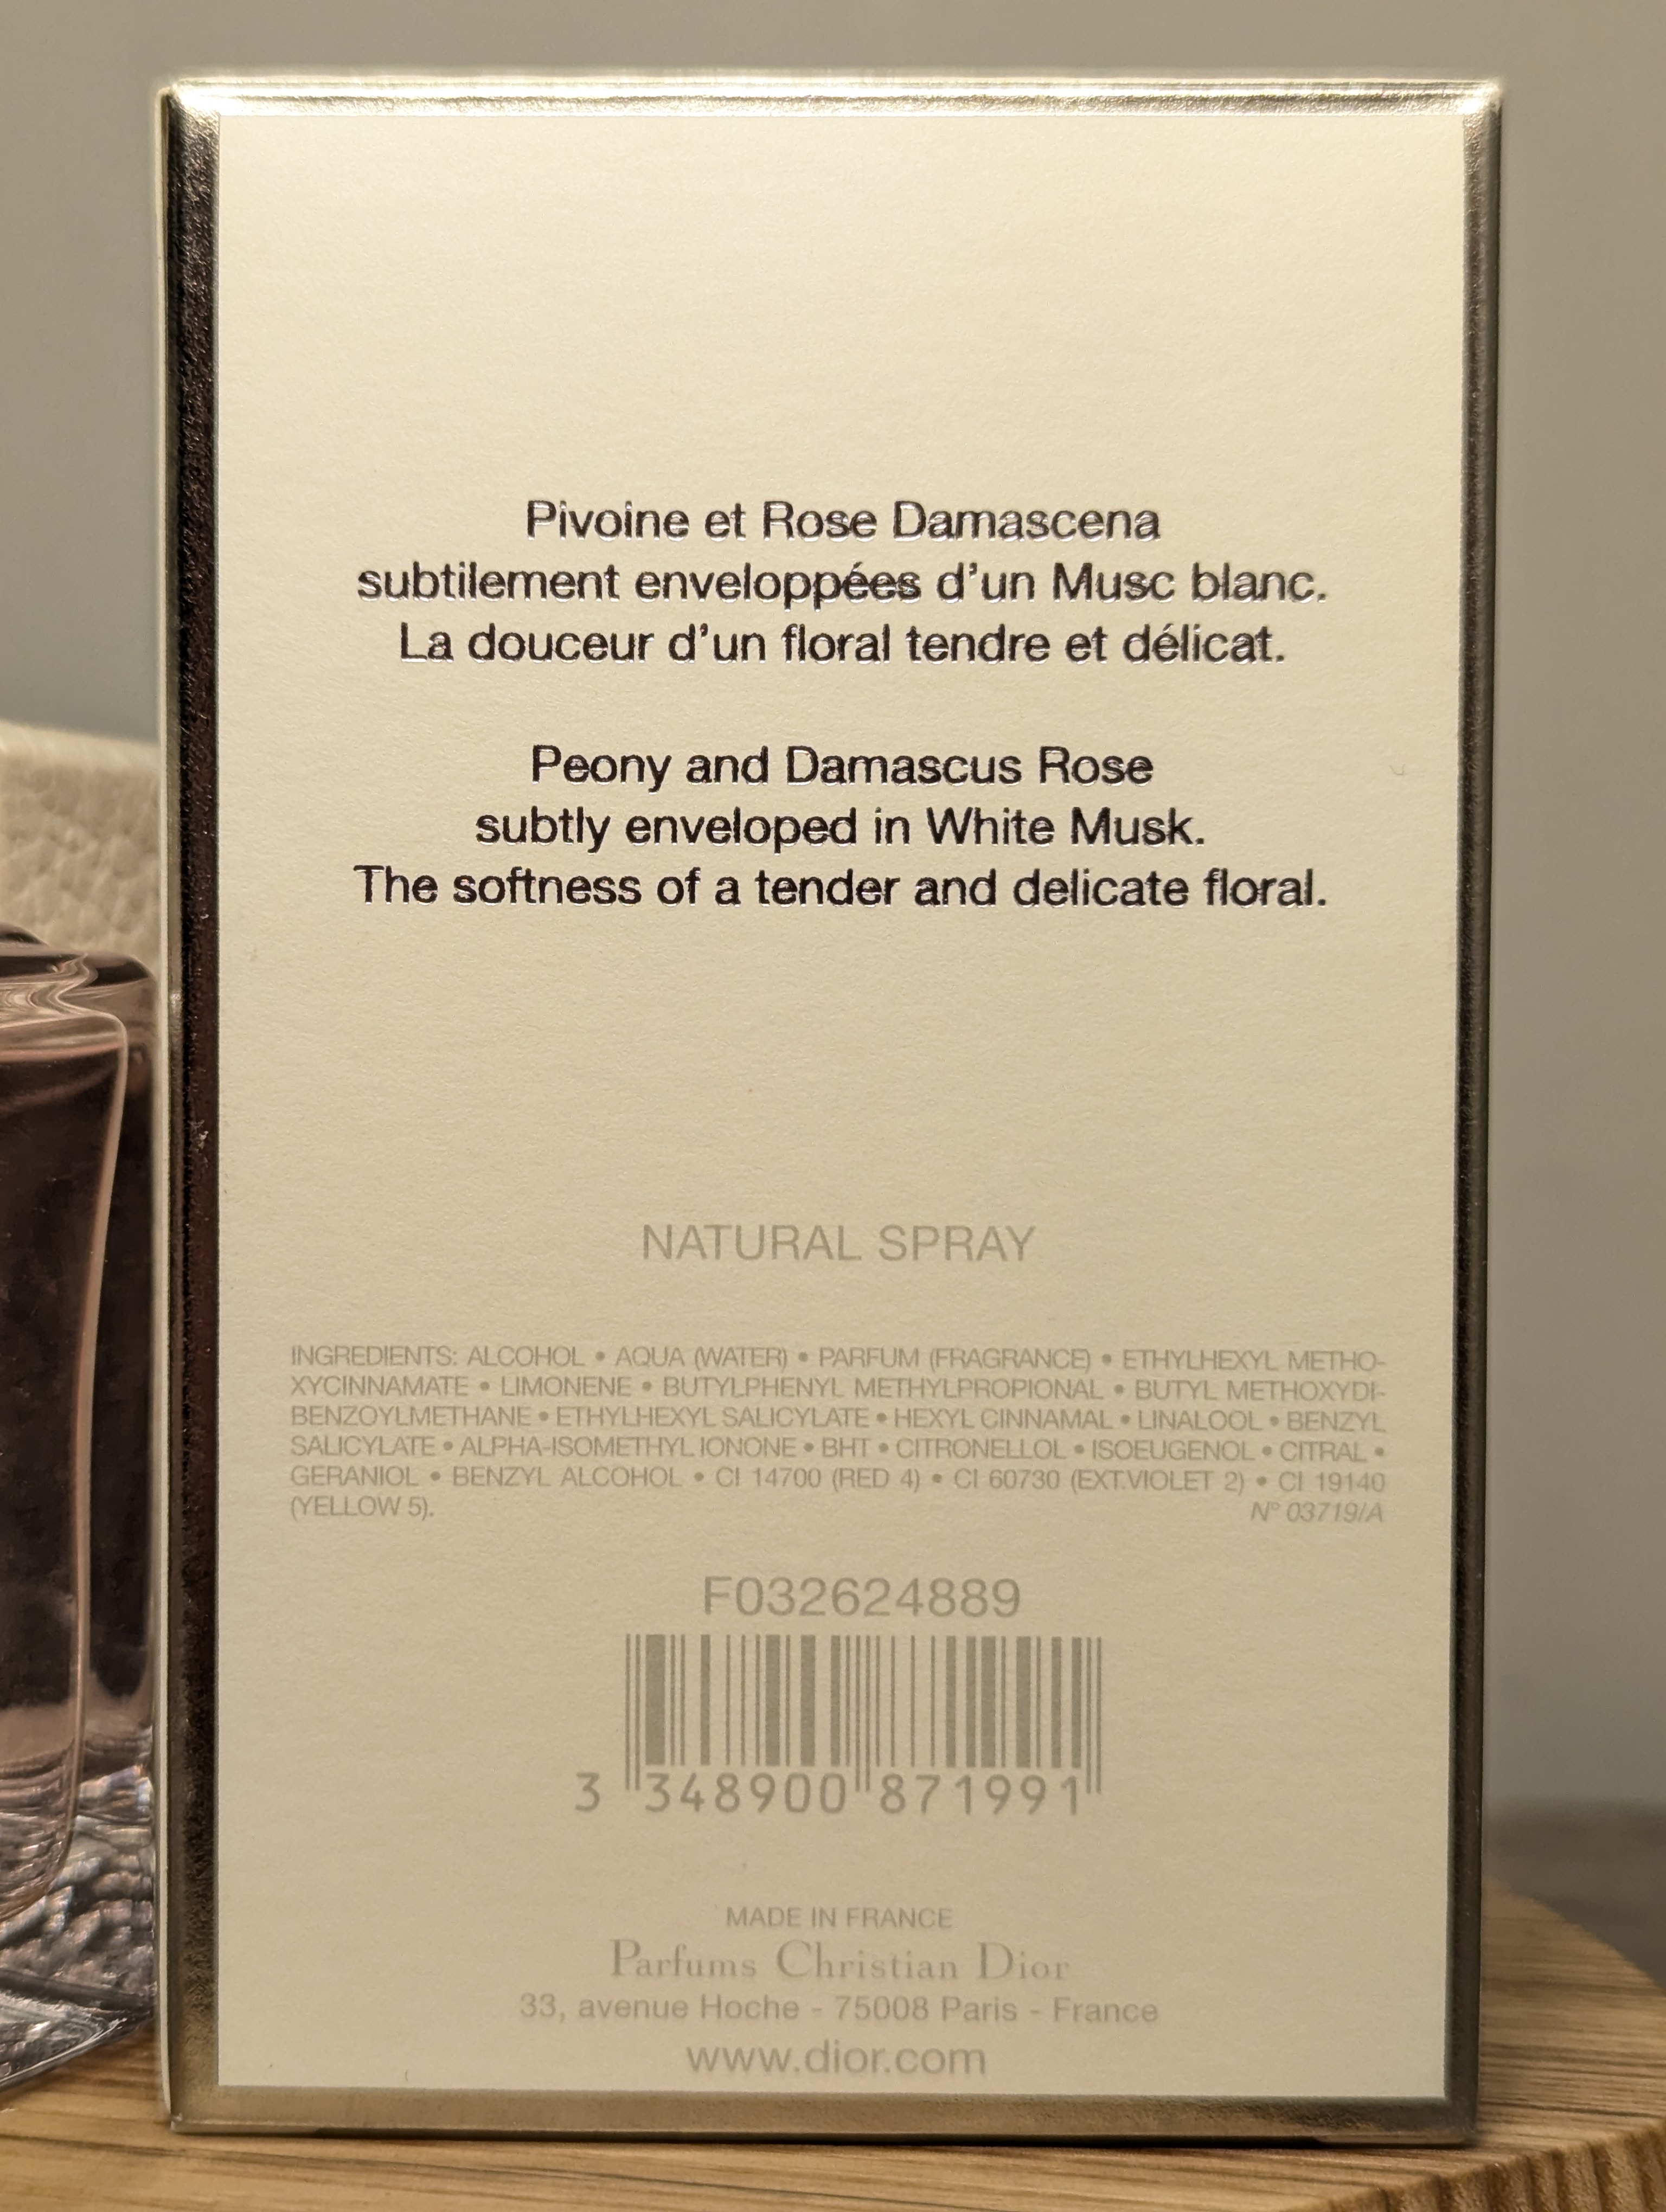 Pivoine et Rose Damascena
subtilement enveloppées d'un Musc blanc.
La douceur d'un floral tendre et délicat.
Peony and Damascus Rose
subtly enveloped in White Musk.
The softness of a tender and delicate floral.
NATURAL SPRAY
INGREDIENTS: ALCOHOL • AQUA (WATER) • PARFUM (FRAGRANCE) • ETHYLHEXYL METHO-
XYCINNAMATE • LIMONENE • BUTYLPHENYL METHYLPROPIONAL • BUTYL METHOXYDI-
BENZOYLMETHANE • ETHYLHEXYL SALICYLATE • HEXYL CINNAMAL • LINALOOL • BENZYL
SALICYLATE • ALPHA-ISOMETHYL IONONE • BHT • CITRONELLOL • ISOEUGENOL • CITRAL •
GERANIOL • BENZYL ALCOHOL • CI 14700 (RED 4) • CI 60730 (EXT.VIOLET 2) • CI 19140
(YELLOW 5). N° 03719/A
F032624889
3 348900 871991
MADE IN FRANCE
Parfums Christian Dior
33, avenue Hoche - 75008 Paris - France
www.dior.com